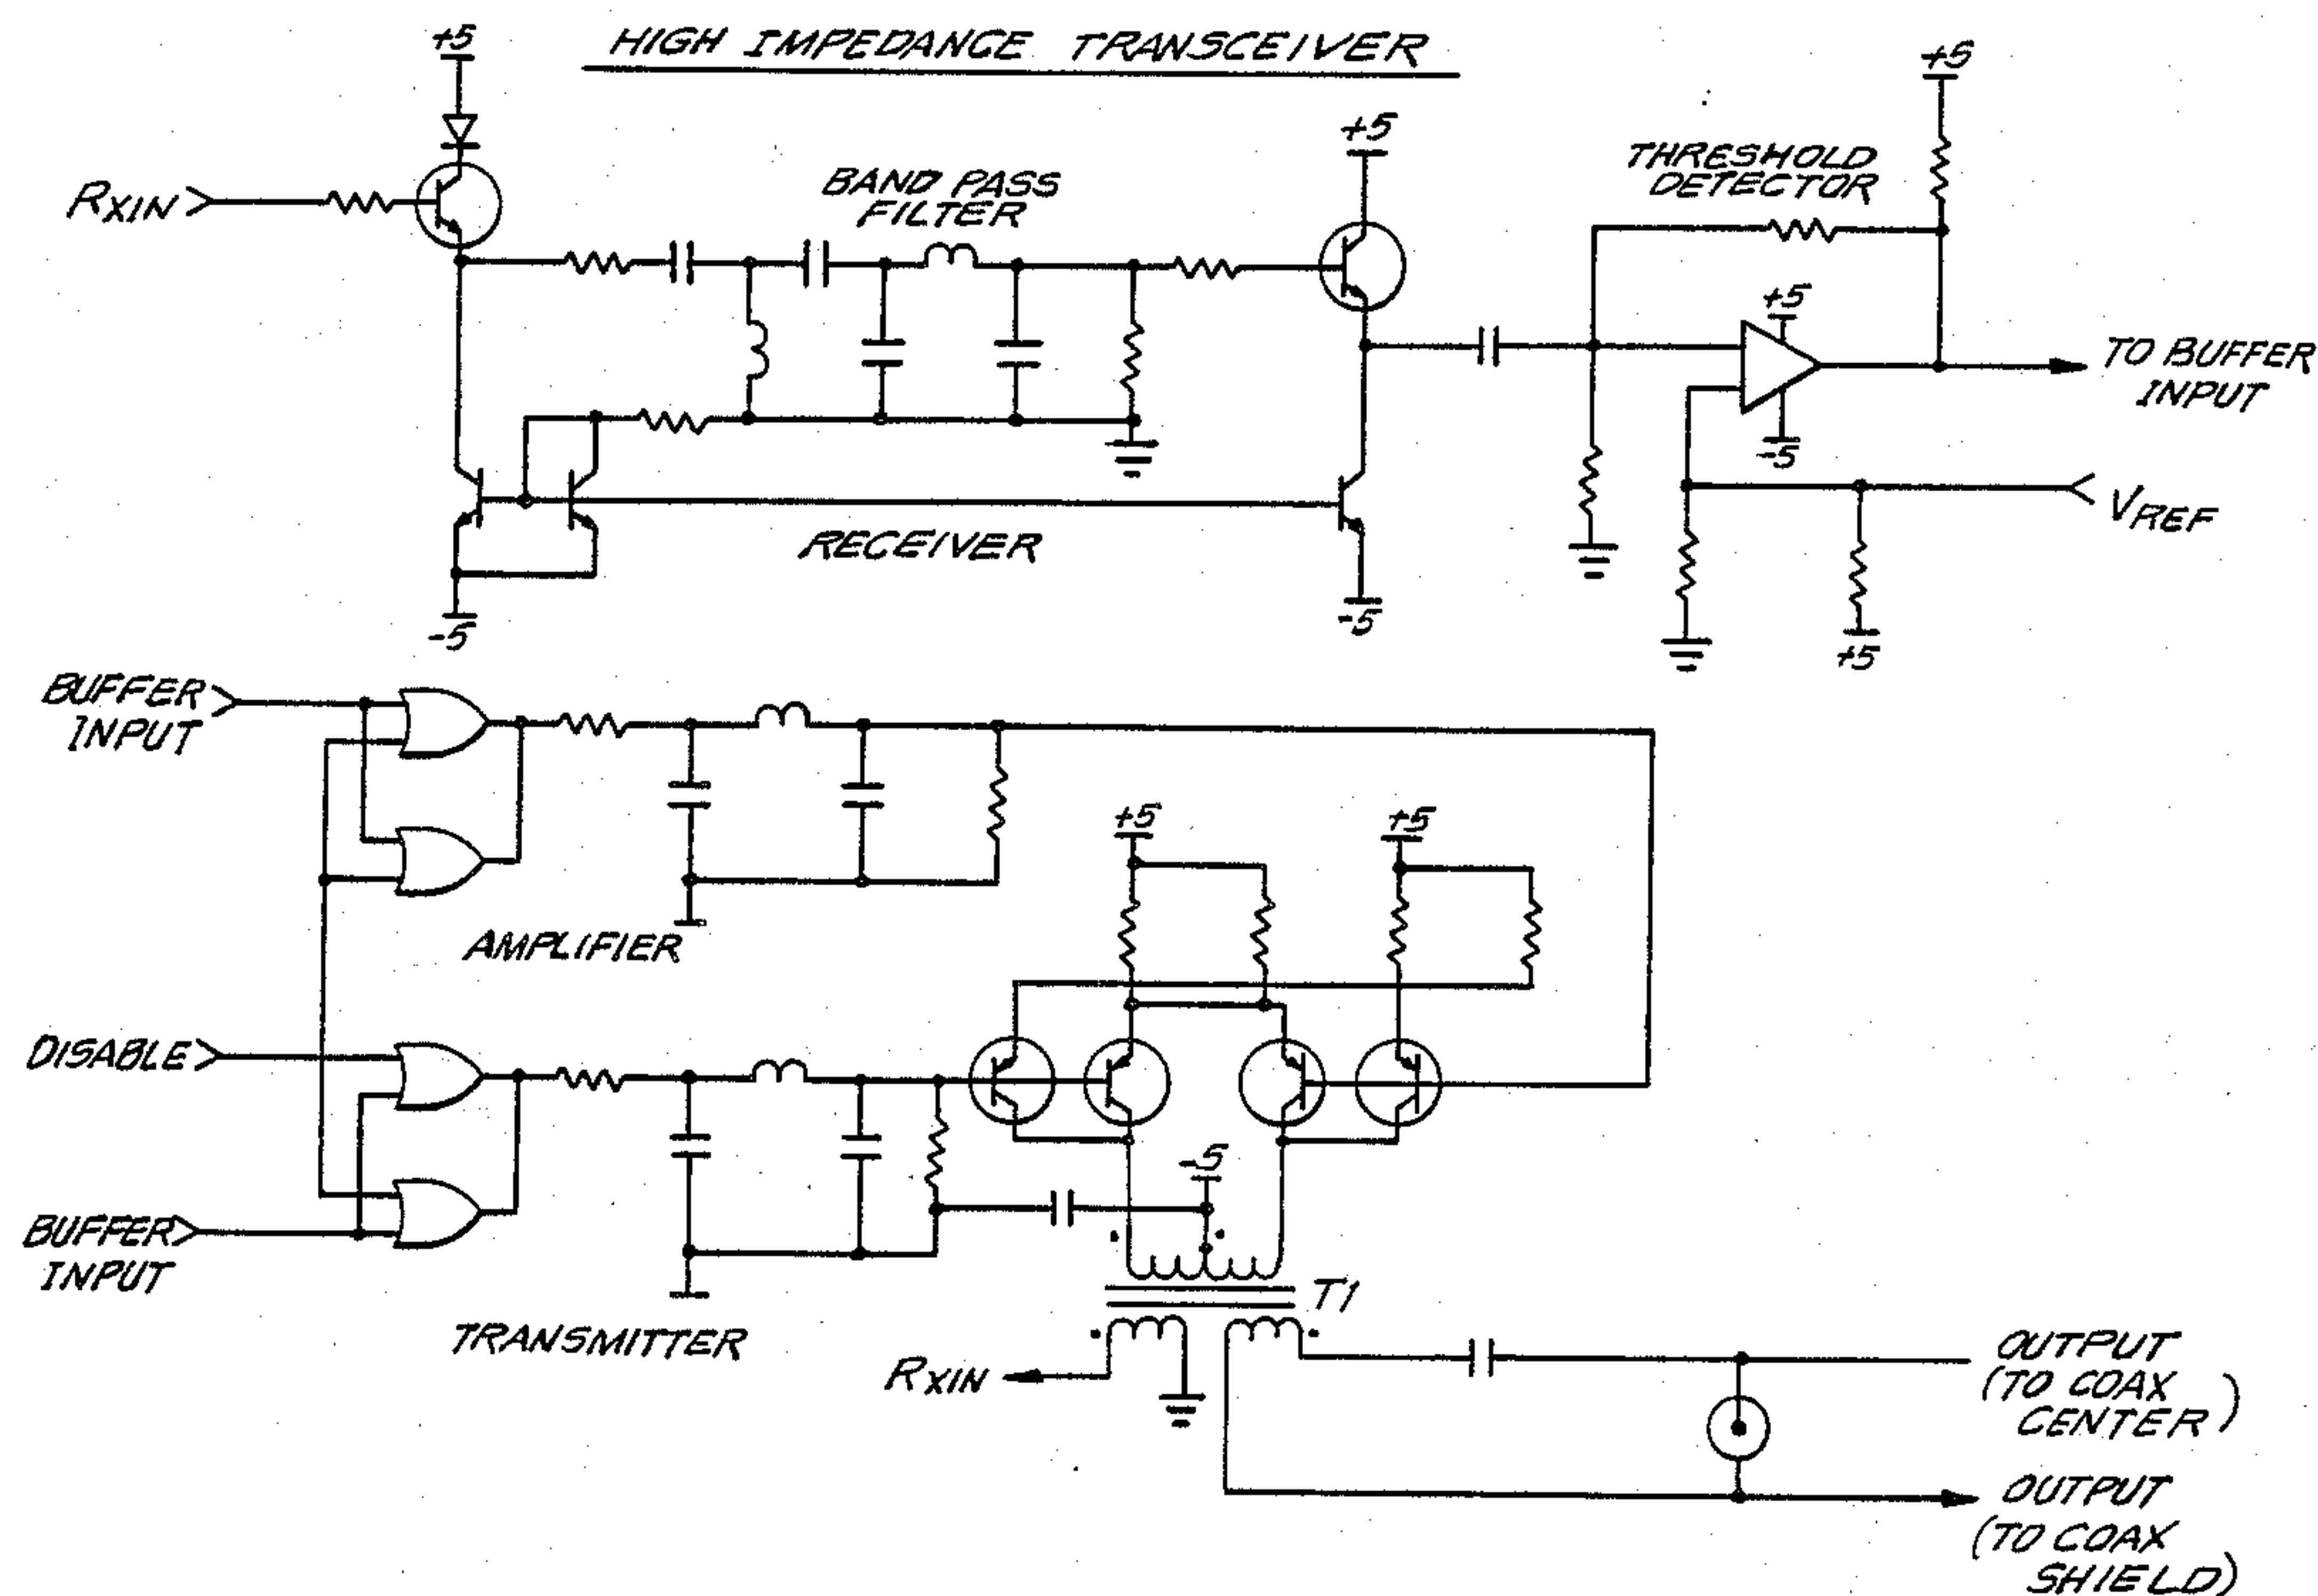 HIGH IMPEDANCE TRANSCEIVER
+5
+5
+5
RXIN
BAND PASS
FILTER
THRESHOLD
DETECTOR
+5
-5
TO BUFFER
INPUT
VREF
RECEIVER
-5
-5
+5
BUFFER
INPUT
AMPLIFIER
+5
+5
DISABLE
-5
BUFFER
INPUT
T1
TRANSMITTER
RXIN
OUTPUT
(TO COAX
CENTER)
OUTPUT
(TO COAX
SHIELD)